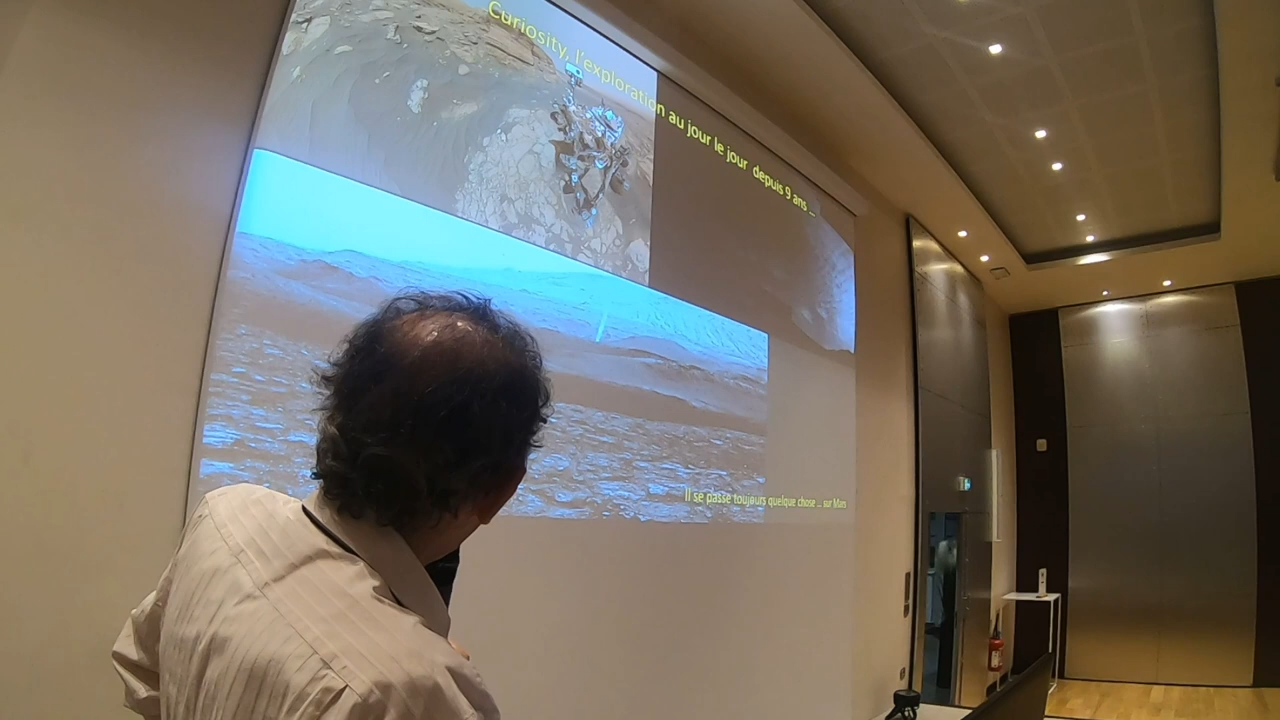 Curiosity, l'exploration au jour le jour depuis 9 ans ...
Il se passe toujours quelque chose ... sur Mars